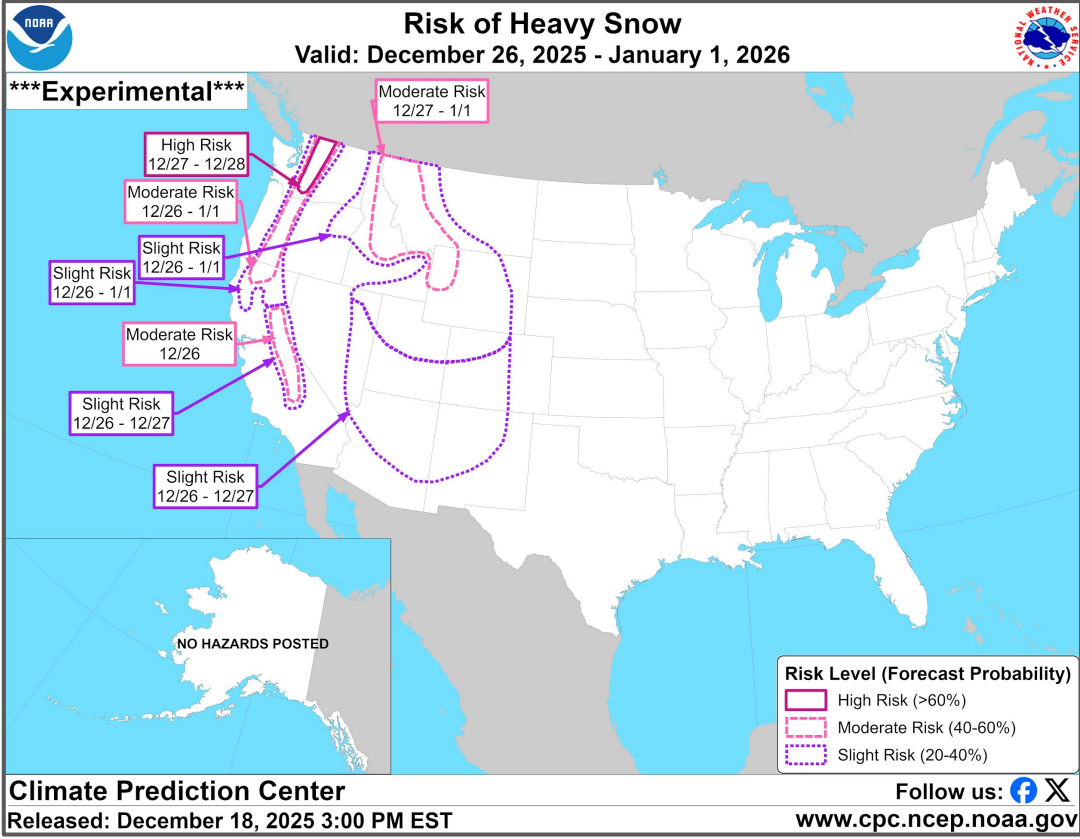 NOAA
Risk of Heavy Snow
Valid: December 26, 2025 - January 1, 2026
NATIONAL WEATHER SERVICE
***Experimental***
Moderate Risk
12/27 - 1/1
High Risk
12/27 - 12/28
Moderate Risk
12/26 - 1/1
Slight Risk
12/26 - 1/1
Slight Risk
12/26 - 1/1
Moderate Risk
12/26
Slight Risk
12/26 - 12/27
Slight Risk
12/26 - 12/27
NO HAZARDS POSTED
Risk Level (Forecast Probability)
High Risk (>60%)
Moderate Risk (40-60%)
Slight Risk (20-40%)
Climate Prediction Center
Follow us:
Released: December 18, 2025 3:00 PM EST
www.cpc.ncep.noaa.gov